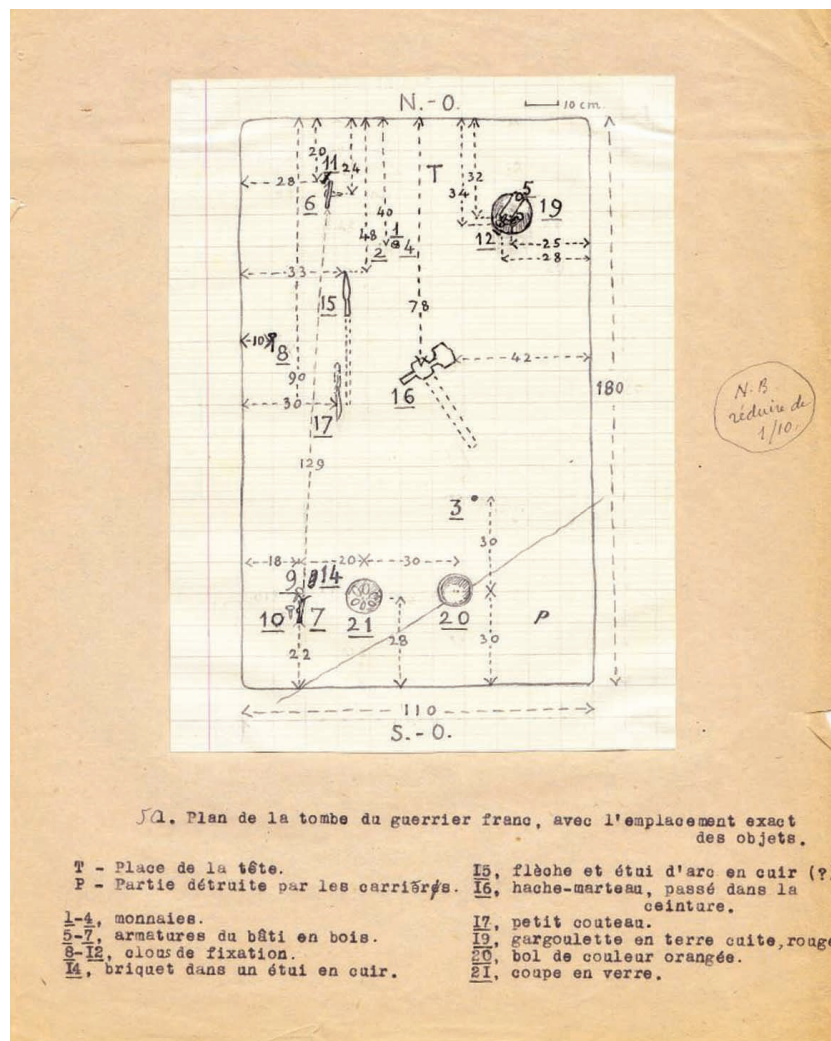 N.-O.
10 cm.
20
11
24
T
32
5
28
6
34
19
40
1
48
2
4
12
25
28
33
15
78
10
8
42
90
16
180
30
17
N.B
réduire de
1/10.
129
3
30
18
20
30
9
14
10
7
21
20
P
22
28
30
110
S.-O.
5a. Plan de la tombe du guerrier franc, avec l'emplacement exact
des objets.
T - Place de la tête.
P - Partie détruite par les carriers.
1-4, monnaies.
5-7, armatures du bâti en bois.
8-12, clous de fixation.
14, briquet dans un étui en cuir.
15, flèche et étui d'arc en cuir (?
16, hache-marteau, passé dans la
ceinture.
17, petit couteau.
19, gargoulette en terre cuite, rouge
20, bol de couleur orangée.
21, coupe en verre.